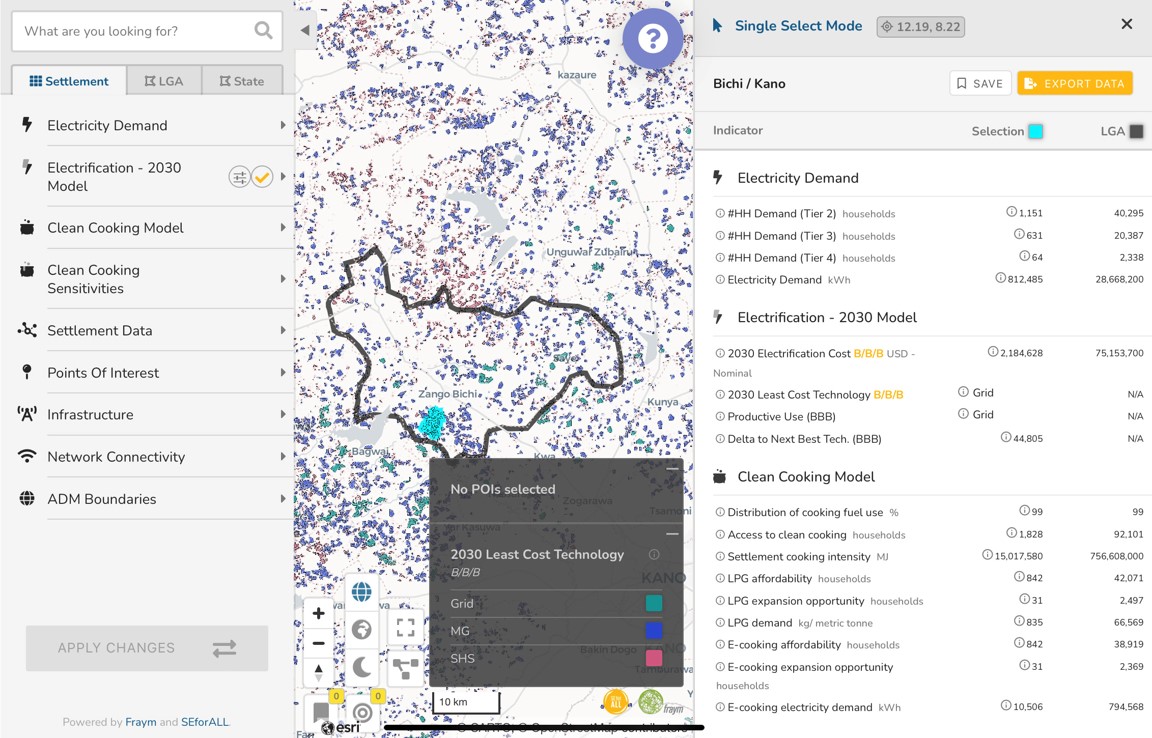 What are you looking for?
Settlement
LGA
State
Electricity Demand
Electrification - 2030
Model
Clean Cooking Model
Clean Cooking
Sensitivities
Settlement Data
Points Of Interest
Infrastructure
Network Connectivity
ADM Boundaries
APPLY CHANGES
Powered by Fraym and SEforALL.
kazaure
Unguwar Zubairu
Zango Bichi
Kunya
Bagwai
Kwa
No POIs selected
Zogarawa
Tsamoni
2030 Least Cost Technology
B/B/B
KANO
Grid
MG
SHS
Bakin Dogo
Tamburawa
0
0
10 km
SEforALL
fraym
esri
© CARTO, © OpenStreetMap contributors
Single Select Mode 12.19, 8.22
Bichi / Kano SAVE EXPORT DATA
Indicator Selection LGA
Electricity Demand
#HH Demand (Tier 2) households 1,151 40,295
#HH Demand (Tier 3) households 631 20,387
#HH Demand (Tier 4) households 64 2,338
Electricity Demand kWh 812,485 28,668,200
Electrification - 2030 Model
2030 Electrification Cost B/B/B USD - 2,184,628 75,153,700
Nominal
2030 Least Cost Technology B/B/B Grid N/A
Productive Use (BBB) Grid N/A
Delta to Next Best Tech. (BBB) 44,805 N/A
Clean Cooking Model
Distribution of cooking fuel use % 99 99
Access to clean cooking households 1,828 92,101
Settlement cooking intensity MJ 15,017,580 756,608,000
LPG affordability households 842 42,071
LPG expansion opportunity households 31 2,497
LPG demand kg/ metric tonne 835 66,569
E-cooking affordability households 842 38,919
E-cooking expansion opportunity 31 2,369
households
E-cooking electricity demand kWh 10,506 794,568